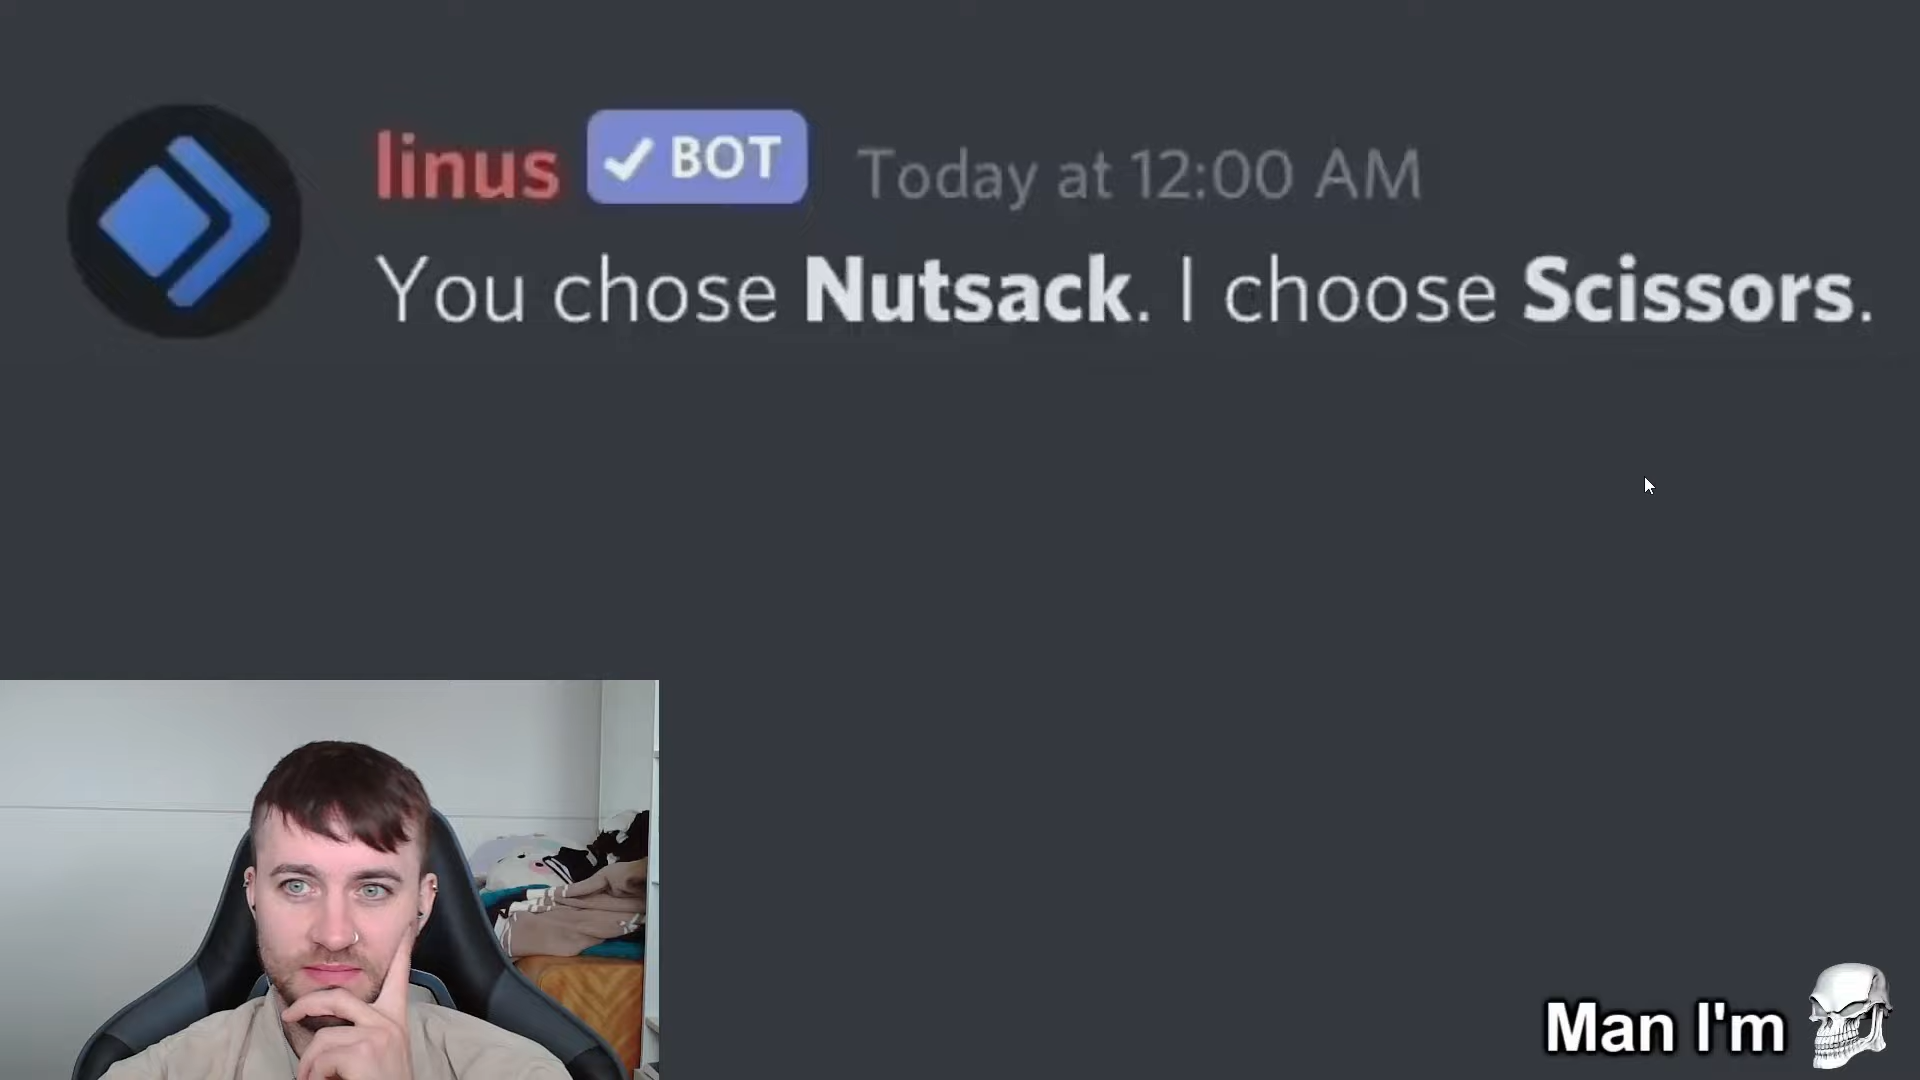 linus ✓ BOT Today at 12:00 AM
You chose Nutsack. I choose Scissors.
Man I'm